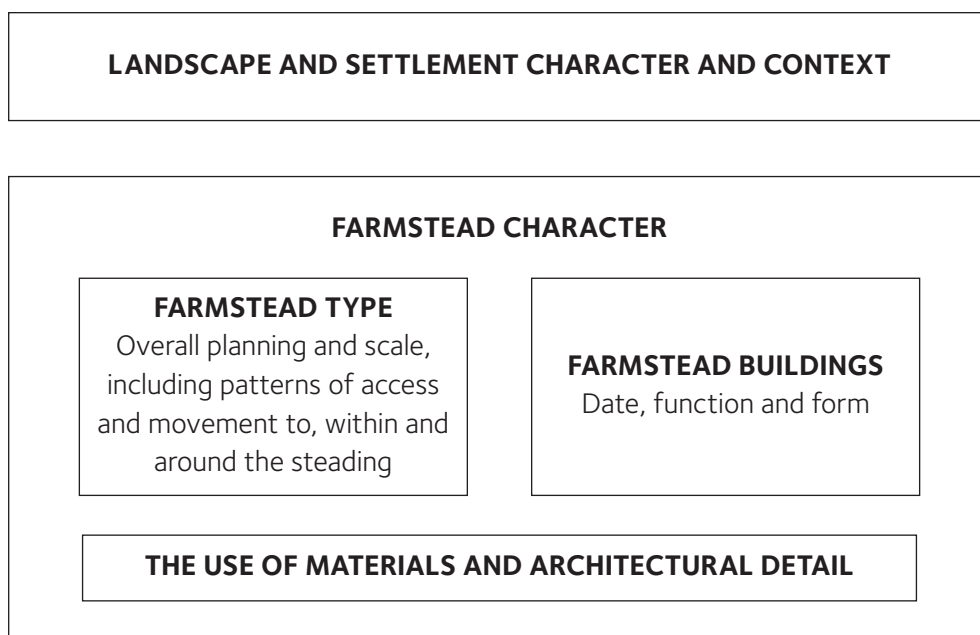 LANDSCAPE AND SETTLEMENT CHARACTER AND CONTEXT
FARMSTEAD CHARACTER
FARMSTEAD TYPE
Overall planning and scale,
including patterns of access
and movement to, within and
around the steading
FARMSTEAD BUILDINGS
Date, function and form
THE USE OF MATERIALS AND ARCHITECTURAL DETAIL